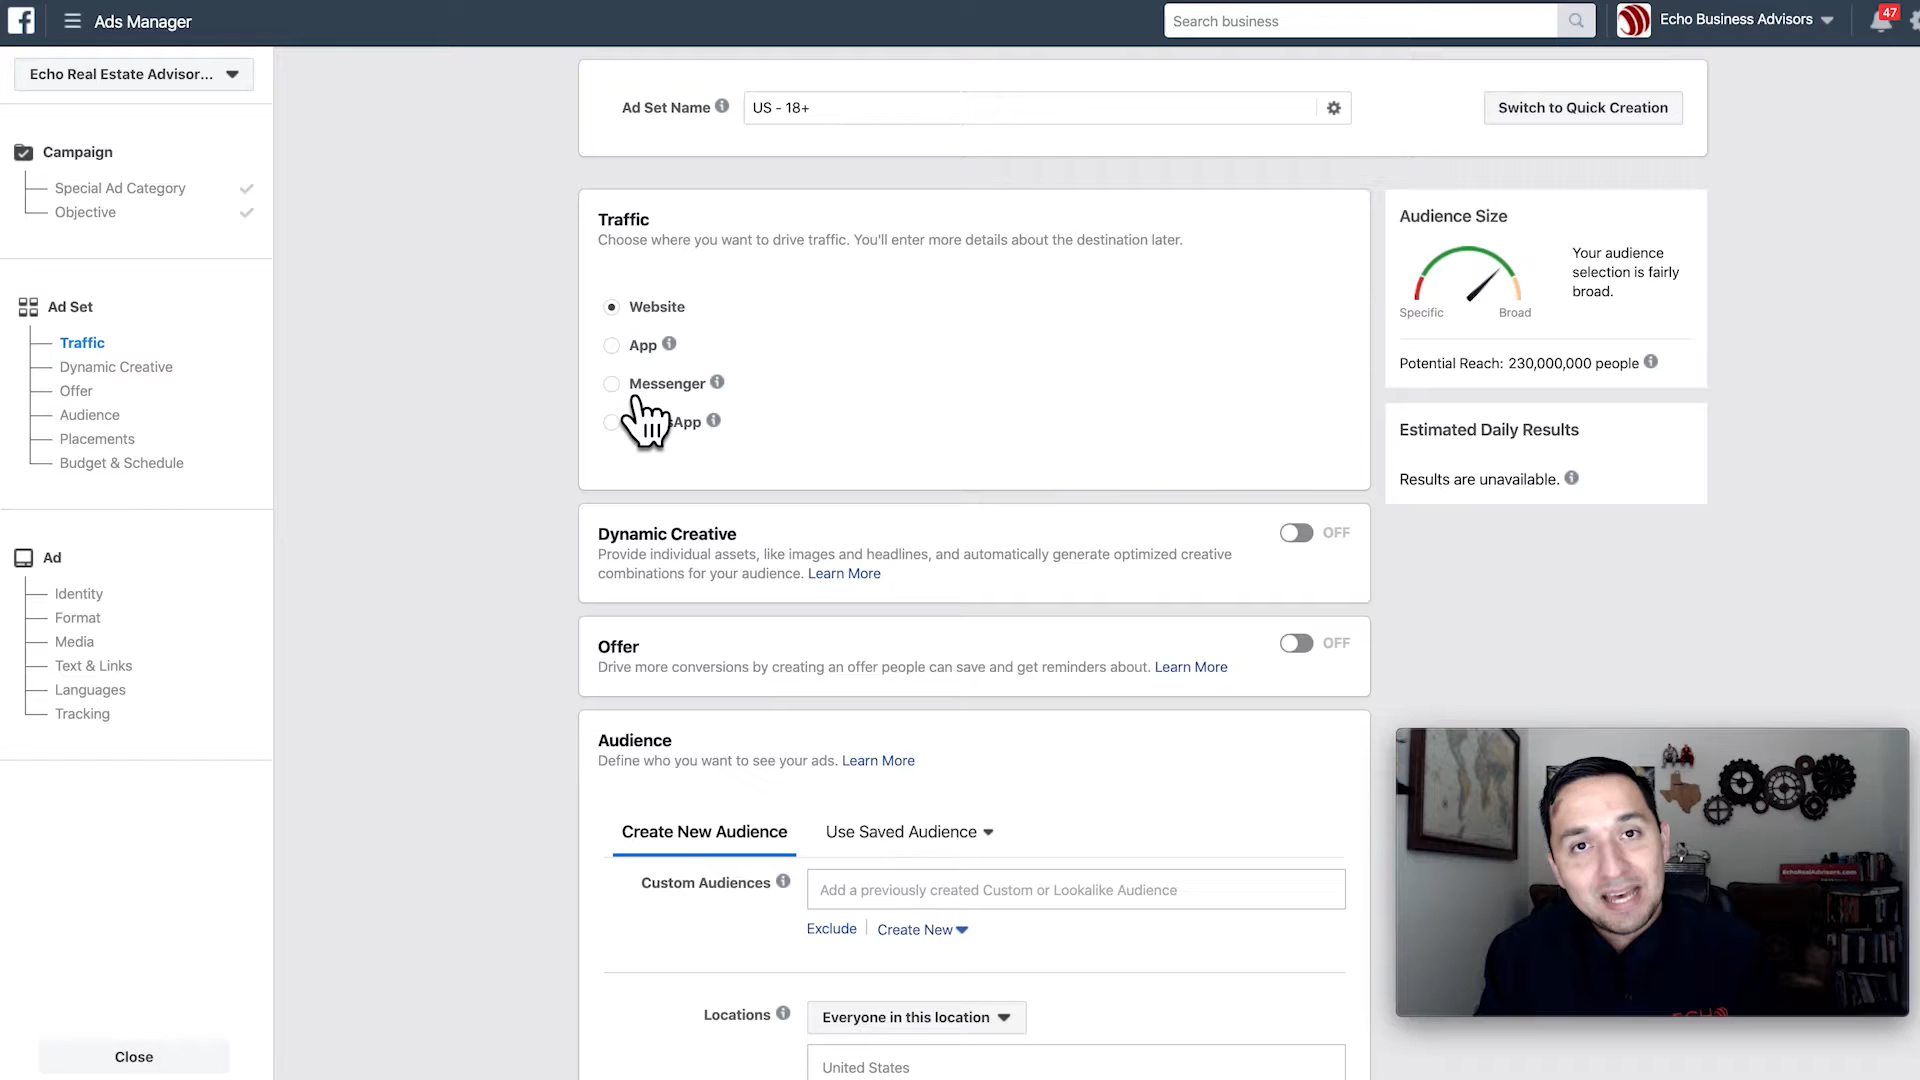 Ads Manager
Search business
Echo Business Advisors
47
Echo Real Estate Advisor...
Campaign
Special Ad Category
Objective
Ad Set
Traffic
Dynamic Creative
Offer
Audience
Placements
Budget & Schedule
Ad
Identity
Format
Media
Text & Links
Languages
Tracking
Close
Ad Set Name
US - 18+
Switch to Quick Creation
Traffic
Choose where you want to drive traffic. You'll enter more details about the destination later.
Website
App
Messenger
sApp
Dynamic Creative
OFF
Provide individual assets, like images and headlines, and automatically generate optimized creative
combinations for your audience. Learn More
Offer
OFF
Drive more conversions by creating an offer people can save and get reminders about. Learn More
Audience
Define who you want to see your ads. Learn More
Create New Audience
Use Saved Audience
Custom Audiences
Add a previously created Custom or Lookalike Audience
Exclude
Create New
Locations
Everyone in this location
United States
Audience Size
Your audience
selection is fairly
broad.
Specific
Broad
Potential Reach: 230,000,000 people
Estimated Daily Results
Results are unavailable.
EchoRealAdvisors.com
ECHO